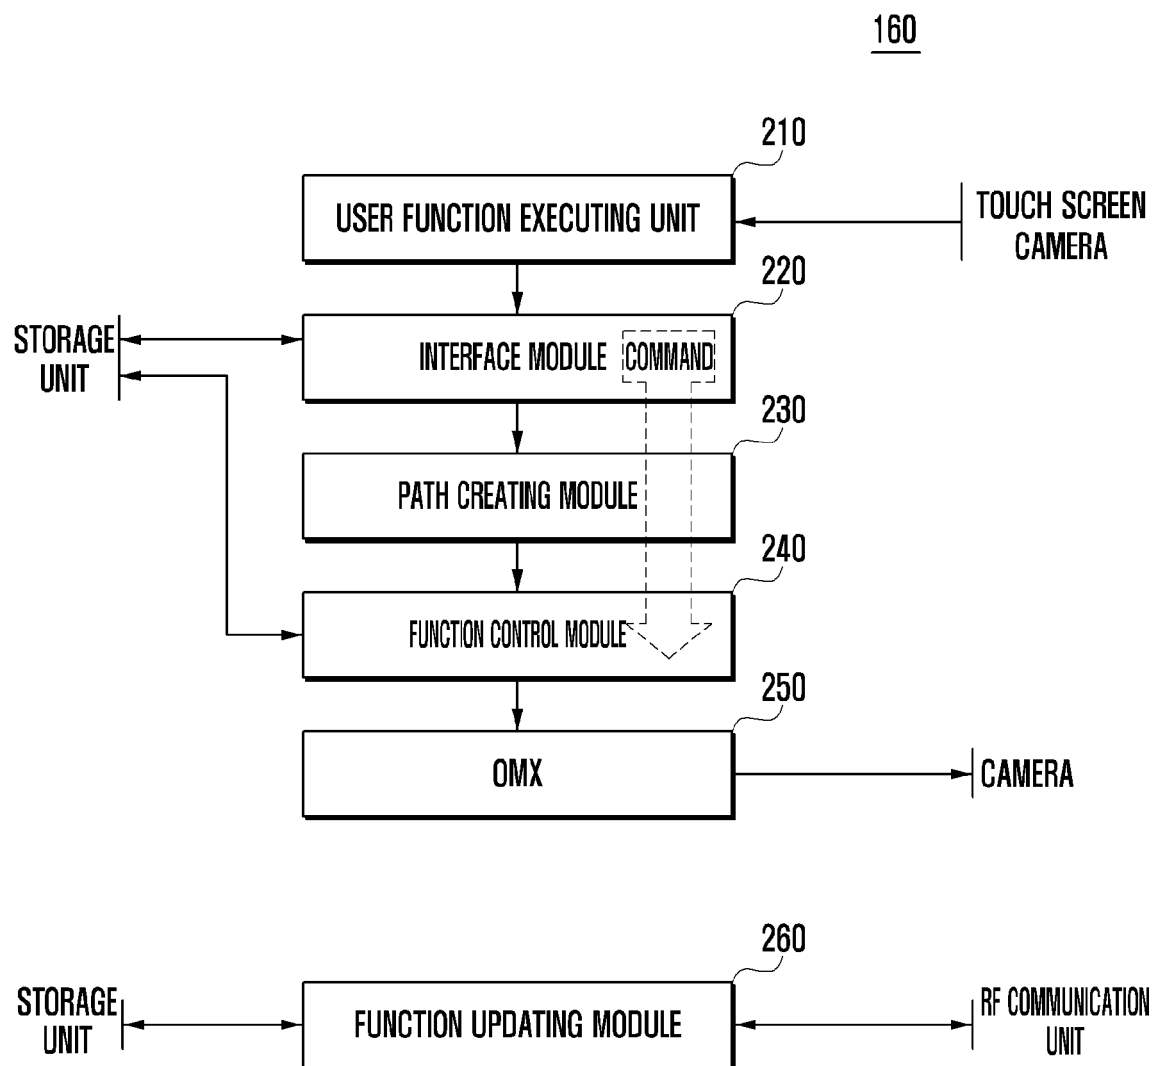 160
210
USER FUNCTION EXECUTING UNIT
TOUCH SCREEN
CAMERA
220
STORAGE
UNIT
INTERFACE MODULE
COMMAND
230
PATH CREATING MODULE
240
FUNCTION CONTROL MODULE
250
OMX
CAMERA
260
STORAGE
UNIT
FUNCTION UPDATING MODULE
RF COMMUNICATION
UNIT